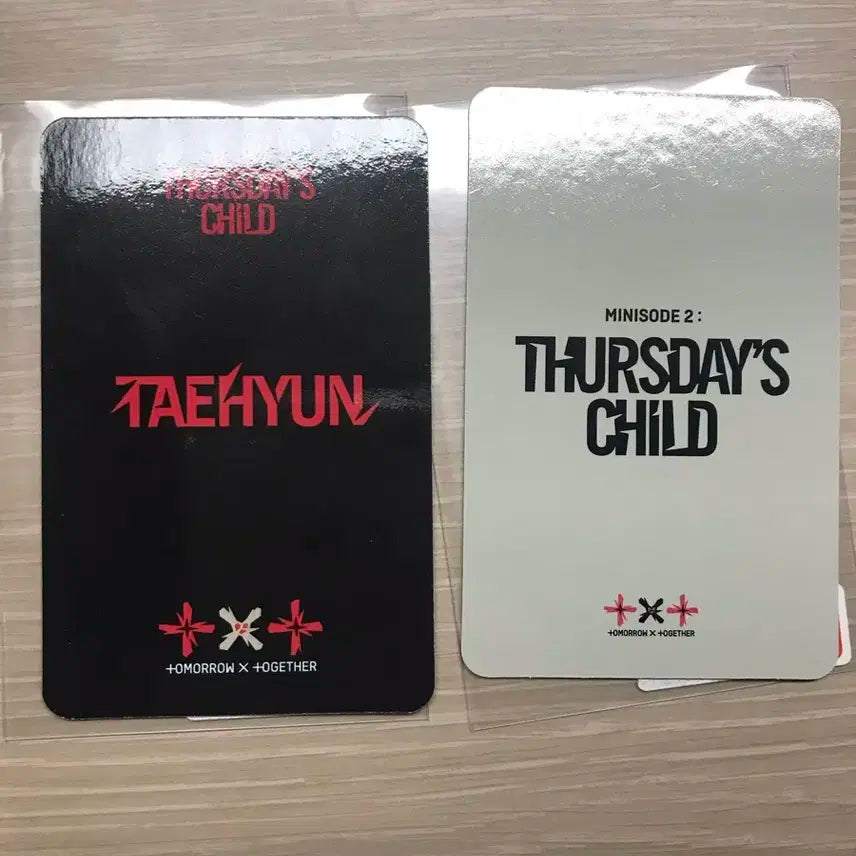 THURSDAY'S
CHiLD
TAEHYUN
TOMORROW X TOGETHER
MINISODE 2:
THURSDAY'S
CHiLD
TOMORROW X TOGETHER